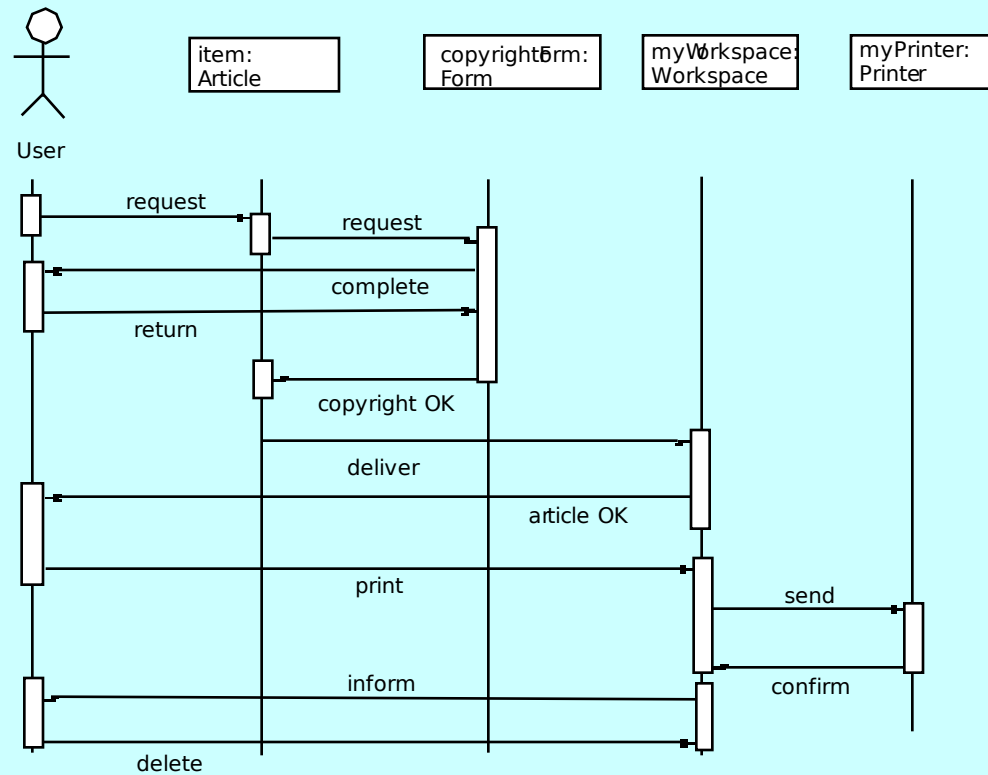 item:
Article
copyrightForm:
Form
myWorkspace:
Workspace
myPrinter:
Printer
User
request
request
complete
return
copyright OK
deliver
article OK
print
send
inform
confirm
delete